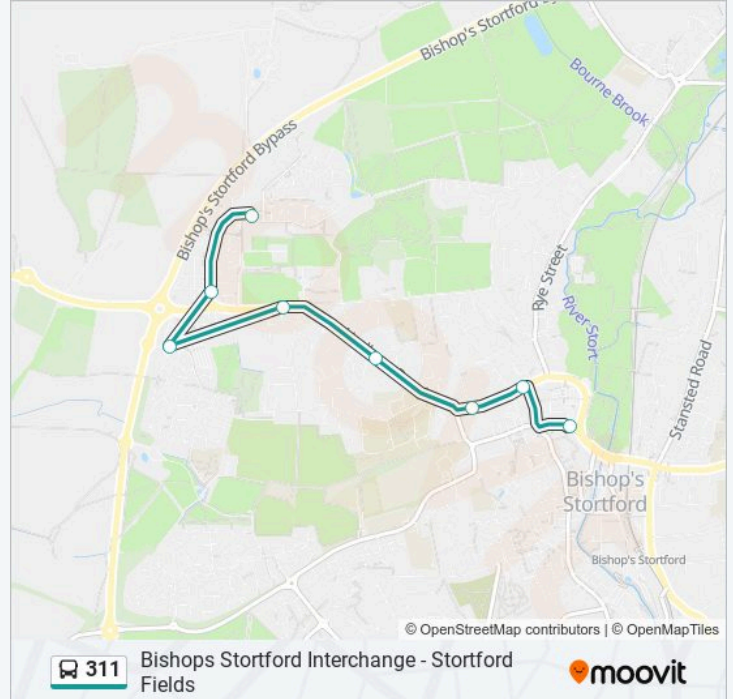 Bishop's Stortford By
Bourne Brook
Bishop's Stortford Bypass
Rye Street
River Stort
Stansted Road
Bishop's
Stortford
Bishop's Stortford
© OpenStreetMap contributors | © OpenMapTiles
311
Bishops Stortford Interchange - Stortford
Fields
moovit